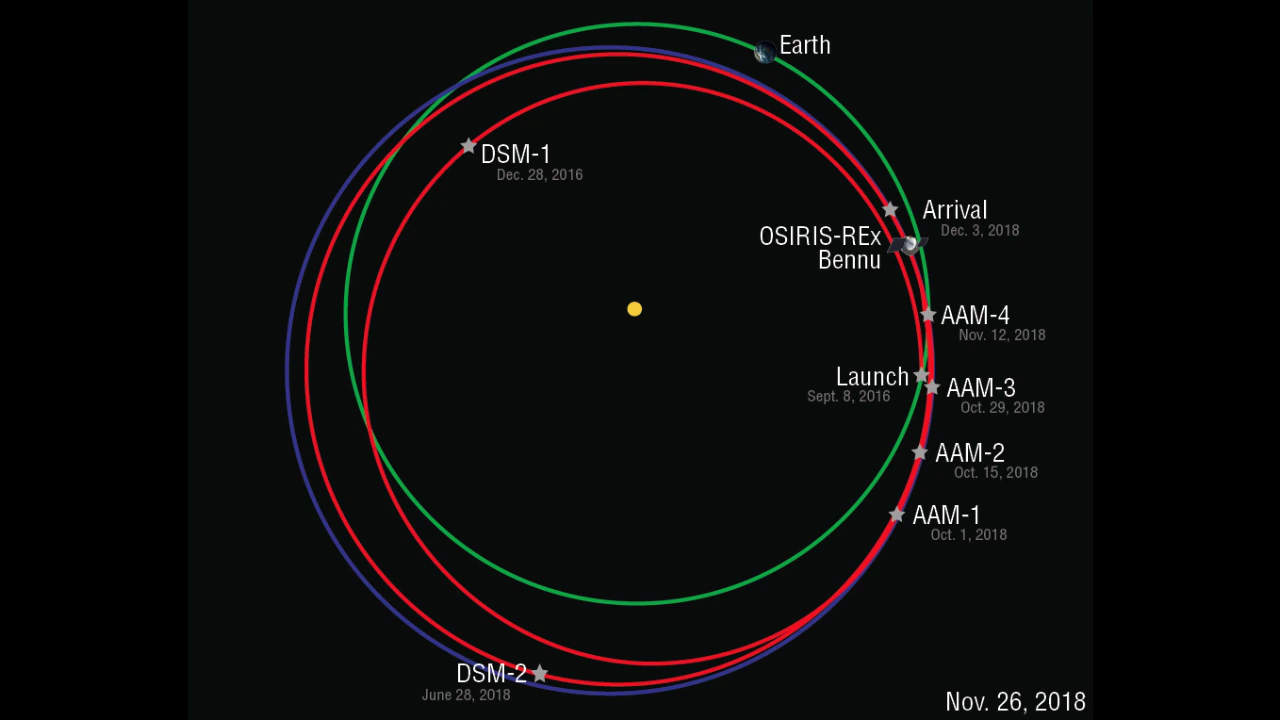 Earth
DSM-1
Dec. 28, 2016
Arrival
Dec. 3, 2018
OSIRIS-REx
Bennu
AAM-4
Nov. 12, 2018
Launch
Sept. 8, 2016
AAM-3
Oct. 29, 2018
AAM-2
Oct. 15, 2018
AAM-1
Oct. 1, 2018
DSM-2
June 28, 2018
Nov. 26, 2018